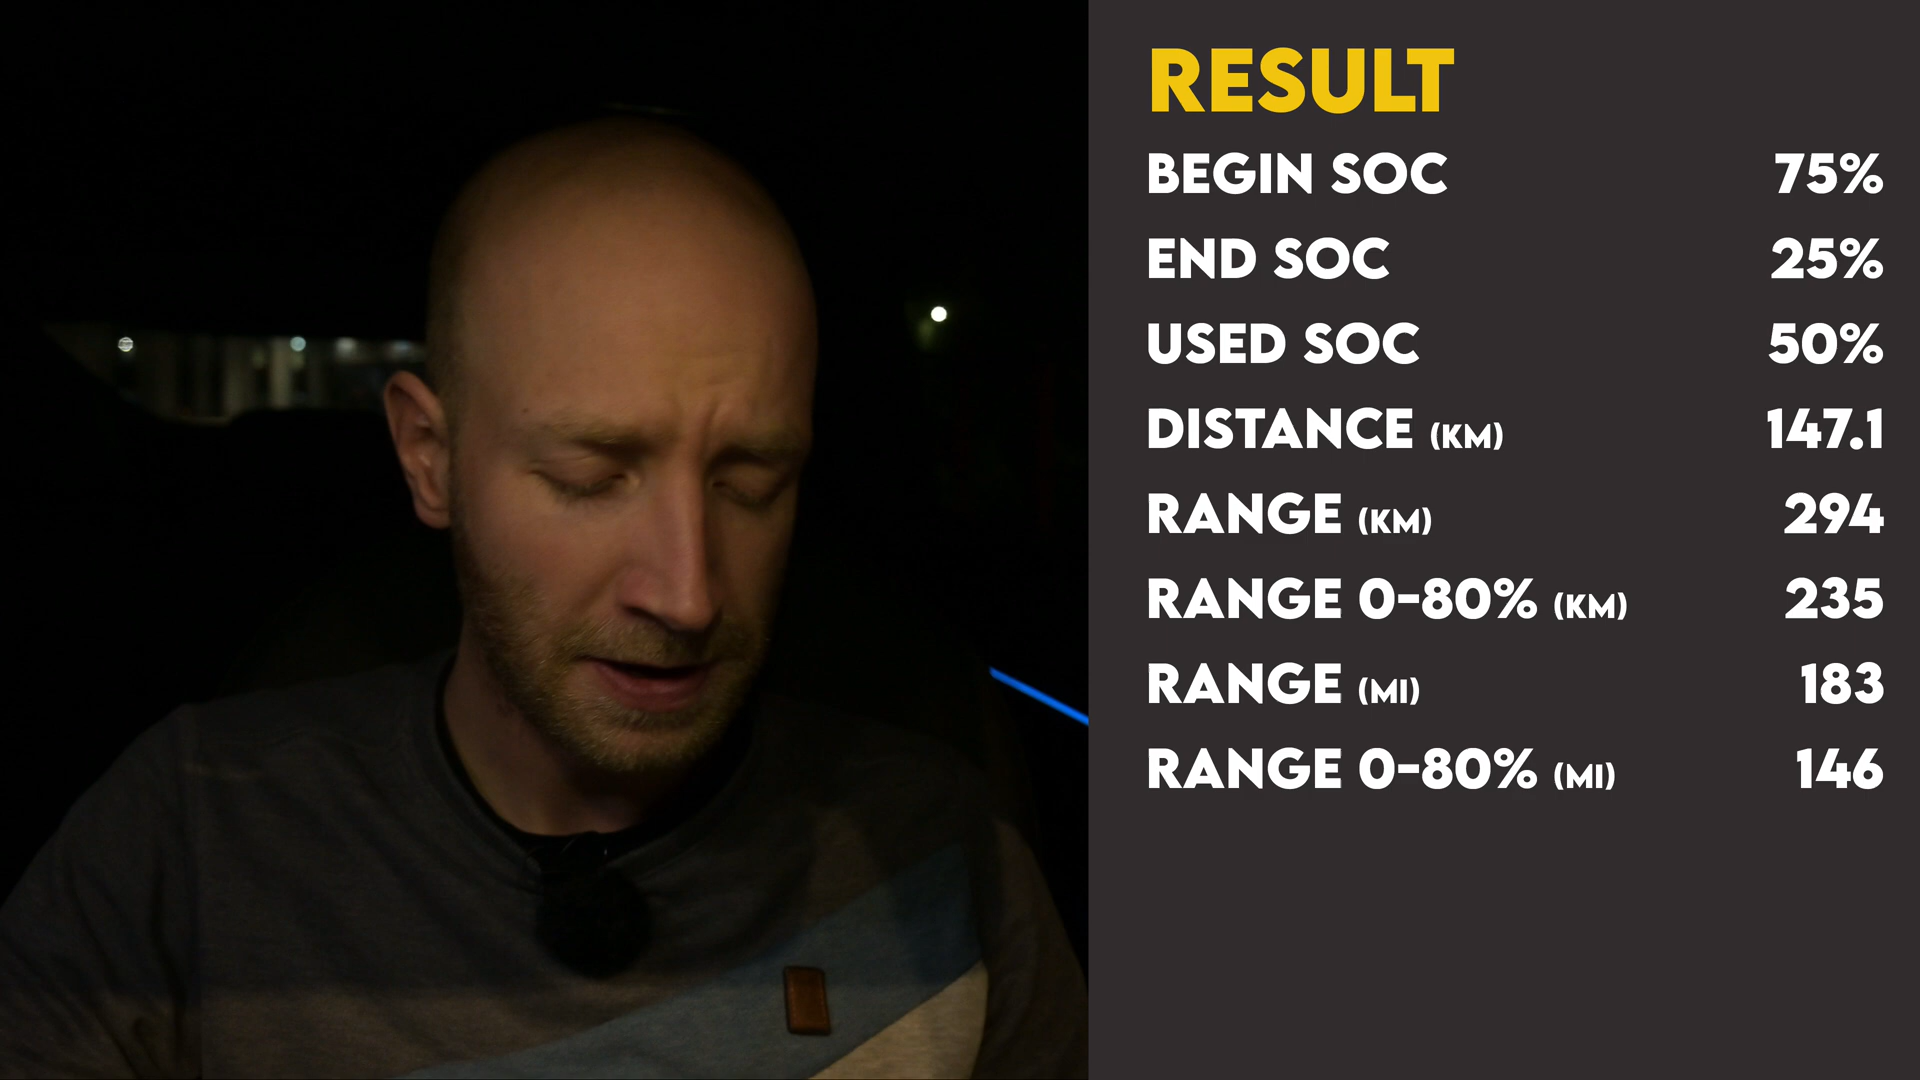 RESULT
BEGIN SOC 75%
END SOC 25%
USED SOC 50%
DISTANCE (KM) 147.1
RANGE (KM) 294
RANGE 0-80% (KM) 235
RANGE (MI) 183
RANGE 0-80% (MI) 146